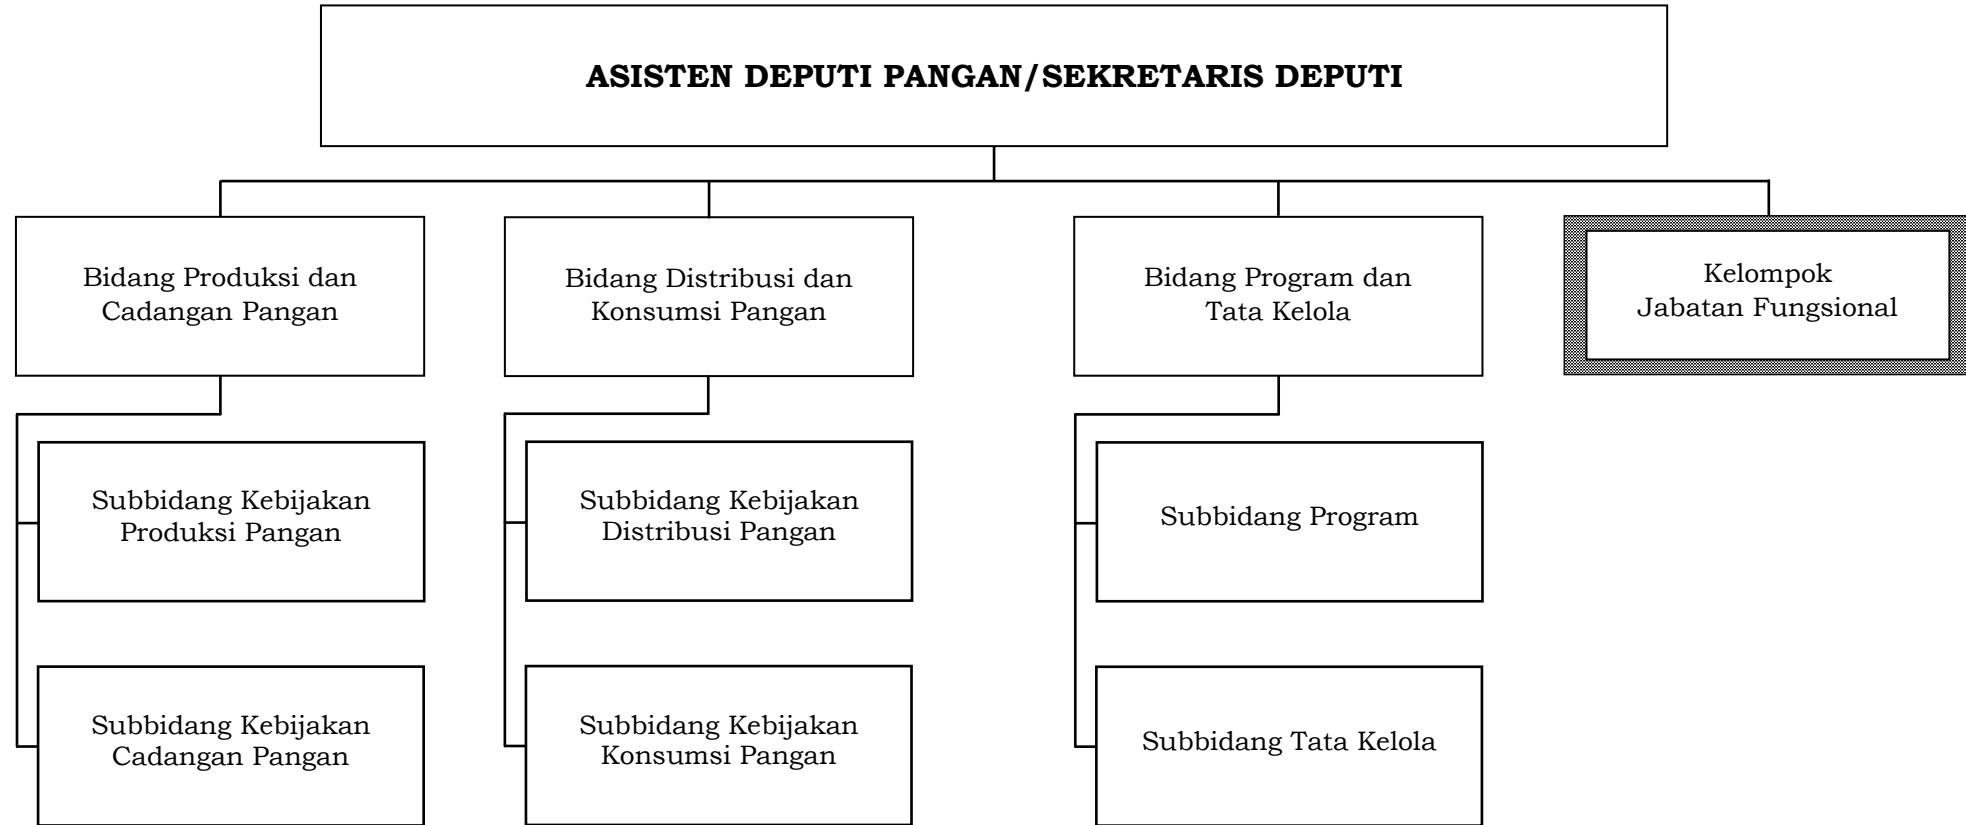 ASISTEN DEPUTI PANGAN/SEKRETARIS DEPUTI
Bidang Produksi dan
Cadangan Pangan
Bidang Distribusi dan
Konsumsi Pangan
Bidang Program dan
Tata Kelola
Kelompok
Jabatan Fungsional
Subbidang Kebijakan
Produksi Pangan
Subbidang Kebijakan
Distribusi Pangan
Subbidang Program
Subbidang Kebijakan
Cadangan Pangan
Subbidang Kebijakan
Konsumsi Pangan
Subbidang Tata Kelola